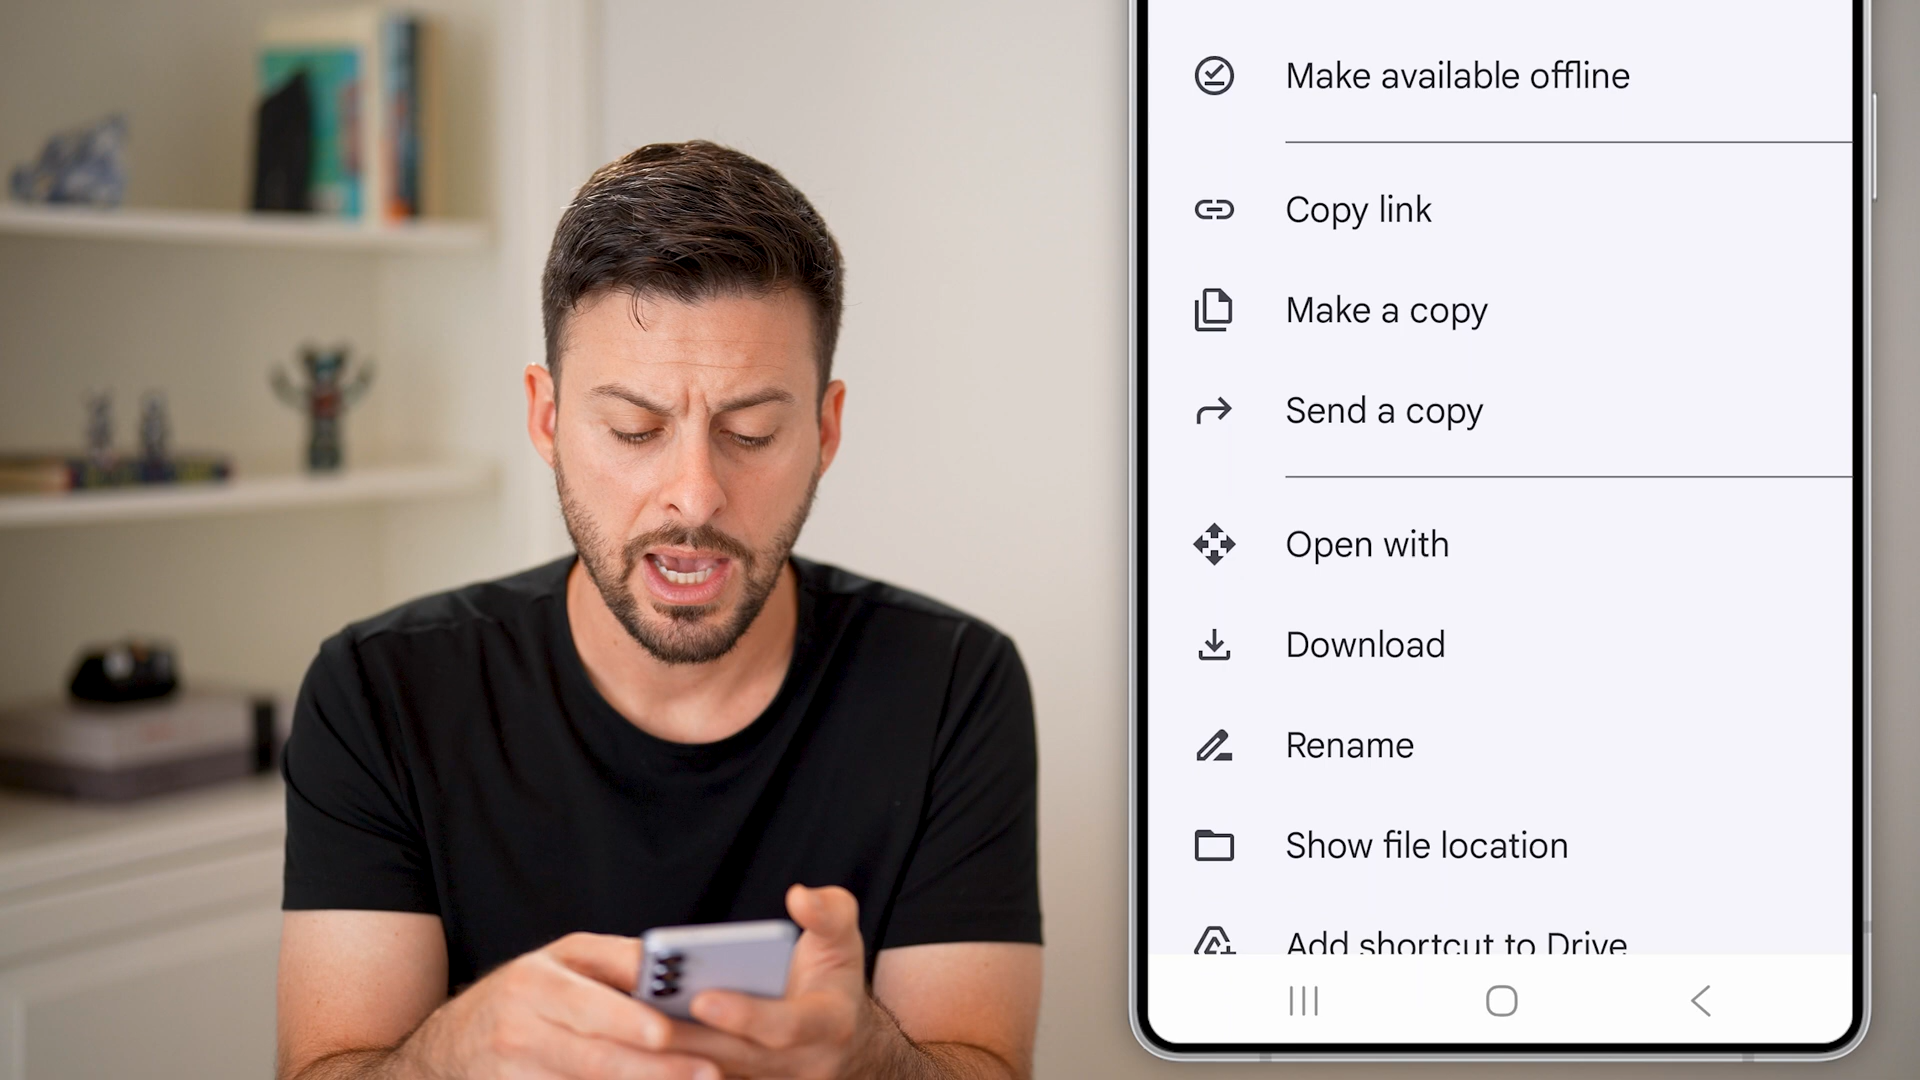 Make available offline
Copy link
Make a copy
Send a copy
Open with
Download
Rename
Show file location
Add shortcut to Drive